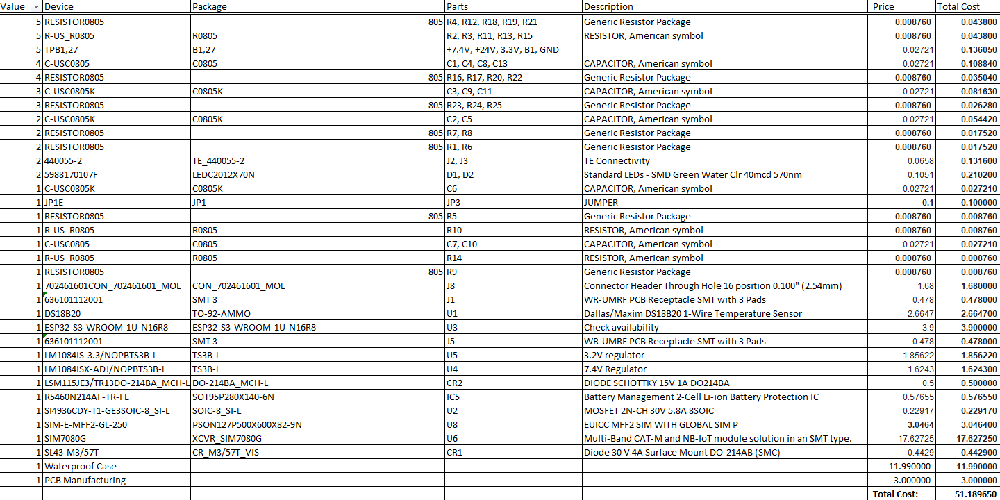 Value Device Package Parts Description Price Total Cost
5 RESISTOR0805 805 R4, R12, R18, R19, R21 Generic Resistor Package 0.008760 0.043800
5 R-US_R0805 R0805 R2, R3, R11, R13, R15 RESISTOR, American symbol 0.008760 0.043800
5 TPB1,27 B1,27 +7.4V, +24V, 3.3V, B1, GND 0.02721 0.136050
4 C-USC0805 C0805 C1, C4, C8, C13 CAPACITOR, American symbol 0.02721 0.108840
4 RESISTOR0805 805 R16, R17, R20, R22 Generic Resistor Package 0.008760 0.035040
3 C-USC0805K C0805K C3, C9, C11 CAPACITOR, American symbol 0.02721 0.081630
3 RESISTOR0805 805 R23, R24, R25 Generic Resistor Package 0.008760 0.026280
2 C-USC0805K C0805K C2, C5 CAPACITOR, American symbol 0.02721 0.054420
2 RESISTOR0805 805 R7, R8 Generic Resistor Package 0.008760 0.017520
2 RESISTOR0805 805 R1, R6 Generic Resistor Package 0.008760 0.017520
2 440055-2 TE_440055-2 J2, J3 TE Connectivity 0.0658 0.131600
2 5988170107F LEDC2012X70N D1, D2 Standard LEDs - SMD Green Water Clr 40mcd 570nm 0.1051 0.210200
1 C-USC0805K C0805K C6 CAPACITOR, American symbol 0.02721 0.027210
1 JP1E JP1 JP3 JUMPER 0.1 0.100000
1 RESISTOR0805 805 R5 Generic Resistor Package 0.008760 0.008760
1 R-US_R0805 R0805 R10 RESISTOR, American symbol 0.008760 0.008760
1 C-USC0805 C0805 C7, C10 CAPACITOR, American symbol 0.02721 0.027210
1 R-US_R0805 R0805 R14 RESISTOR, American symbol 0.008760 0.008760
1 RESISTOR0805 805 R9 Generic Resistor Package 0.008760 0.008760
1 702461601CON_702461601_MOL CON_702461601_MOL J8 Connector Header Through Hole 16 position 0.100" (2.54mm) 1.68 1.680000
1 636101112001 SMT 3 J1 WR-UMRF PCB Receptacle SMT with 3 Pads 0.478 0.478000
1 DS18B20 TO-92-AMMO U1 Dallas/Maxim DS18B20 1-Wire Temperature Sensor 2.6647 2.664700
1 ESP32-S3-WROOM-1U-N16R8 ESP32-S3-WROOM-1U-N16R8 U3 Check availability 3.9 3.900000
1 636101112001 SMT 3 J5 WR-UMRF PCB Receptacle SMT with 3 Pads 0.478 0.478000
1 LM1084IS-3.3/NOPBTS3B-L TS3B-L U5 3.2V regulator 1.85622 1.856220
1 LM1084ISX-ADJ/NOPBTS3B-L TS3B-L U4 7.4V Regulator 1.6243 1.624300
1 LSM115JE3/TR13DO-214BA_MCH-L DO-214BA_MCH-L CR2 DIODE SCHOTTKY 15V 1A DO214BA 0.5 0.500000
1 R5460N214AF-TR-FE SOT95P280X140-6N IC5 Battery Management 2-Cell Li-ion Battery Protection IC 0.57655 0.576550
1 SI4936CDY-T1-GE3SOIC-8_SI-L SOIC-8_SI-L U2 MOSFET 2N-CH 30V 5.8A 8SOIC 0.22917 0.229170
1 SIM-E-MFF2-GL-250 PSON127P500X600X82-9N U8 EUICC MFF2 SIM WITH GLOBAL SIM P 3.0464 3.046400
1 SIM7080G XCVR_SIM7080G U6 Multi-Band CAT-M and NB-IoT module solution in an SMT type. 17.62725 17.627250
1 SL43-M3/57T CR_M3/57T_VIS CR1 Diode 30 V 4A Surface Mount DO-214AB (SMC) 0.4429 0.442900
1 Waterproof Case 11.990000 11.990000
1 PCB Manufacturing 3.000000 3.000000
Total Cost: 51.189650